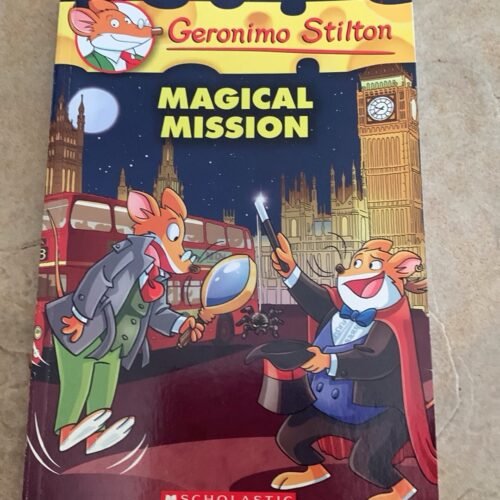 Geronimo Stilton
MAGICAL
MISSION
SCHOLASTIC